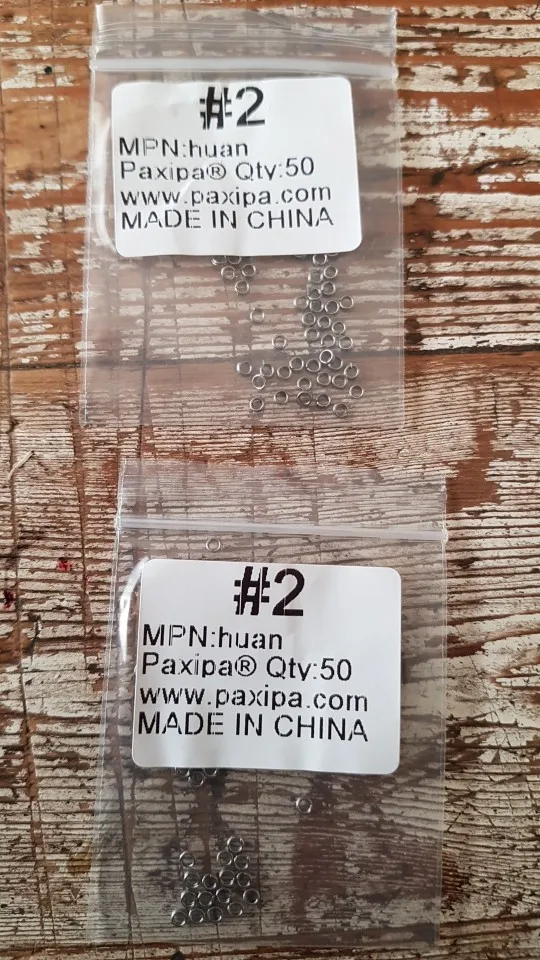 #2
MPN:huan
Paxipa® Qty:50
www.paxipa.com
MADE IN CHINA
#2
MPN:huan
Paxipa® Qty:50
www.paxipa.com
MADE IN CHINA